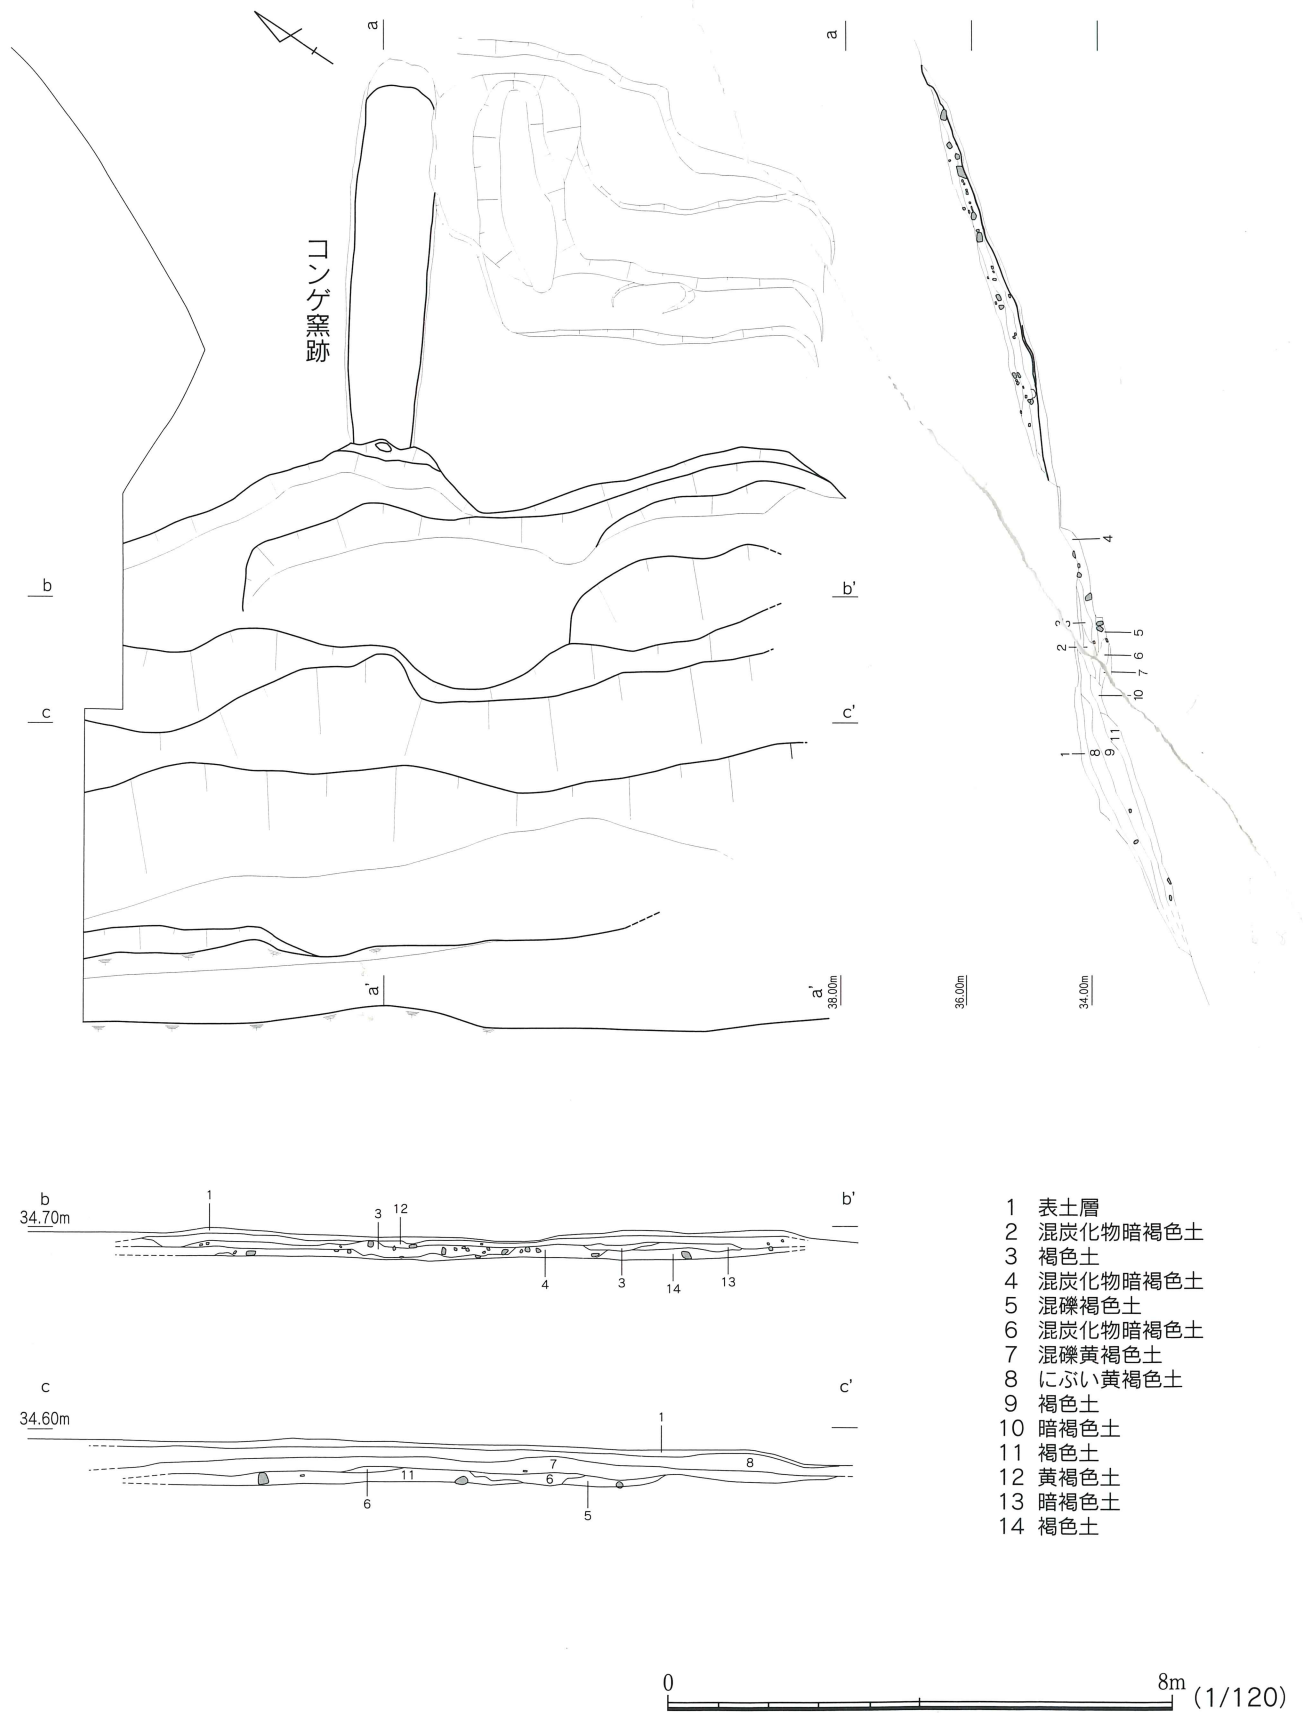 a
a
コンゲ窯跡
4
b
b'
3
5
2
6
7
10
c
c'
11
1
8
9
a'
a'
38.00m
36.00m
34.00m
b
1
b'
34.70m
3
12
4
3
14
13
c
c'
34.60m
1
7
8
11
6
6
5
1 表土層
2 混炭化物暗褐色土
3 褐色土
4 混炭化物暗褐色土
5 混礫褐色土
6 混炭化物暗褐色土
7 混礫黄褐色土
8 にぶい黄褐色土
9 褐色土
10 暗褐色土
11 褐色土
12 黄褐色土
13 暗褐色土
14 褐色土
0 8m (1/120)